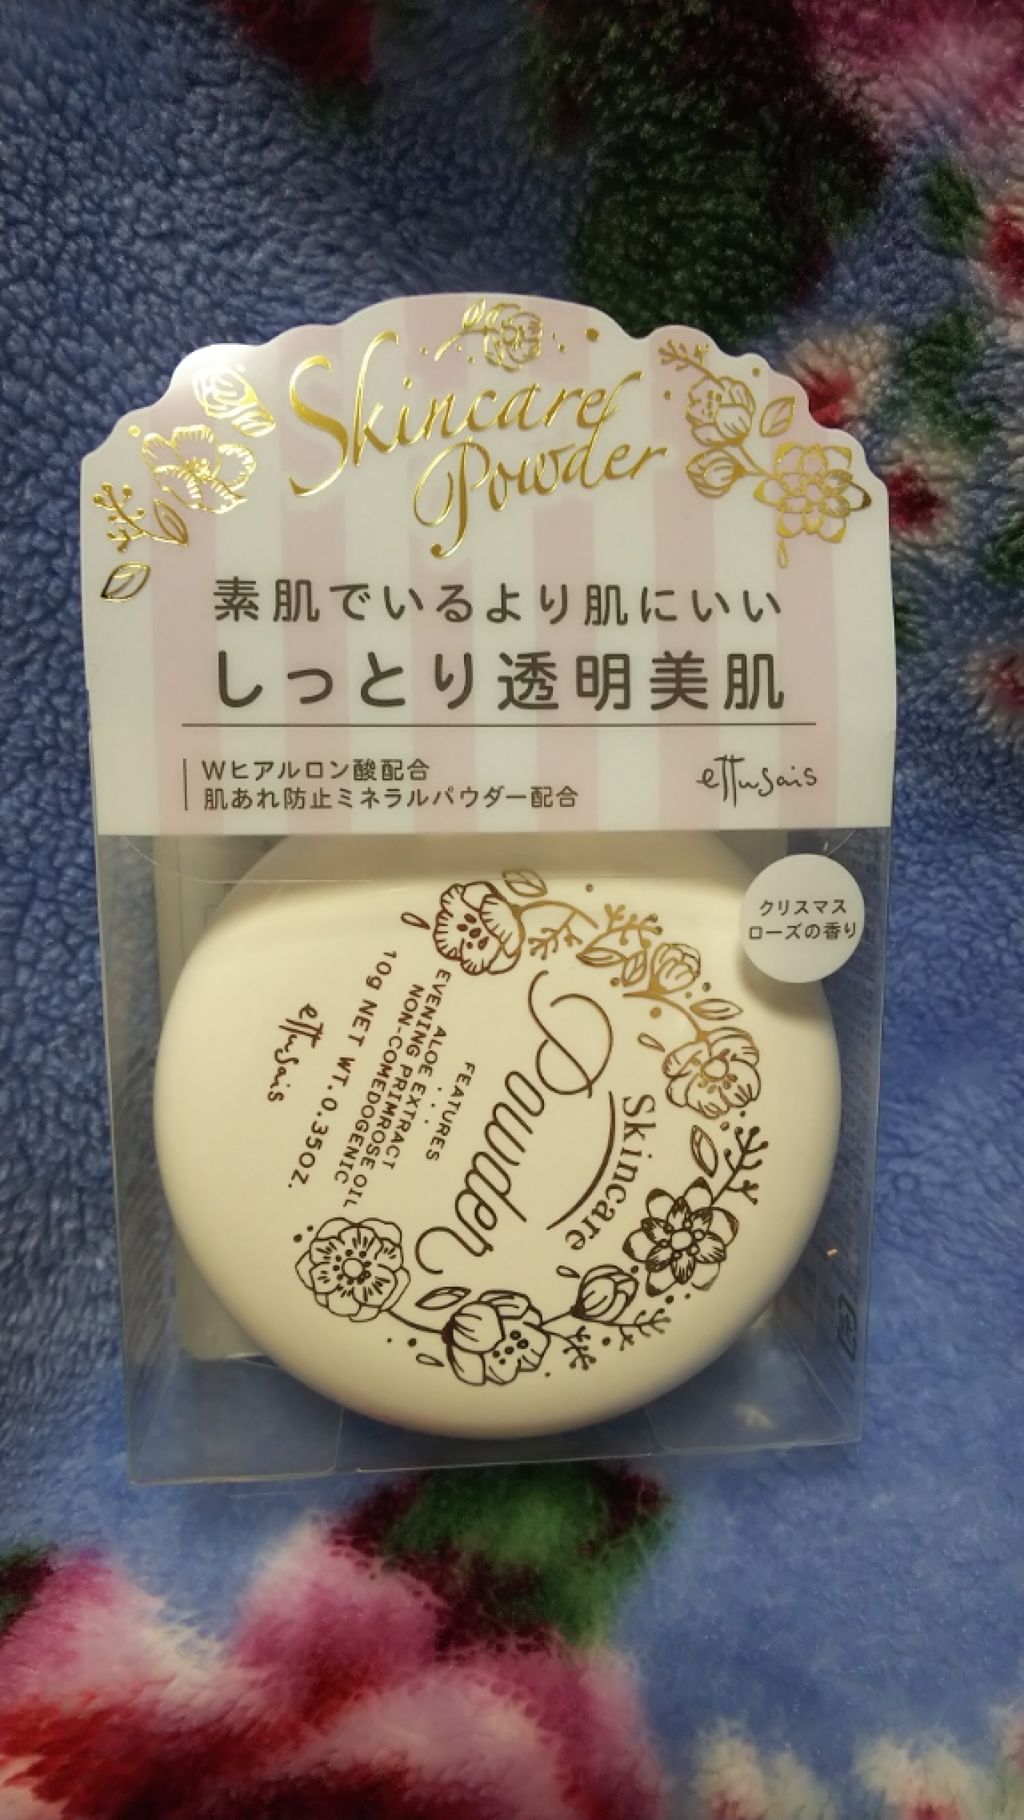 Skincare
Powder
素肌でいるより肌にいい
しっとり透明美肌
Wヒアルロン酸配合
肌あれ防止ミネラルパウダー配合
ettusais
クリスマス
ローズの香り
Skincare
Powder
FEATURES
ALOE EXTRACT
EVENING PRIMROSE OIL
NON-COMEDOGENIC
10g NET WT. 0.35OZ.
ettusais